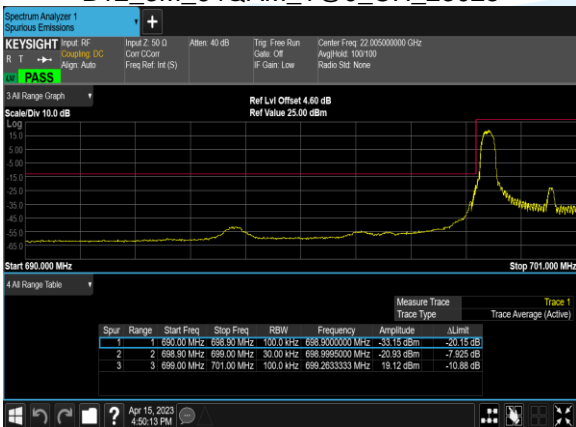 Spectrum Analyzer 1
Spurious Emissions
+
KEYSIGHT Input: RF Input Z: 50 Ω Atten: 40 dB Trig: Free Run Center Freq: 22.005000000 GHz
R T Coupling: DC Corr CCorr Gate: Off Avg|Hold: 100/100
Align: Auto Freq Ref: Int (S) IF Gain: Low Radio Std: None
PASS
3 All Range Graph
Ref Lvl Offset 4.60 dB
Scale/Div 10.0 dB Ref Value 25.00 dBm
Log
15.0
5.00
-5.00
-15.0
-25.0
-35.0
-45.0
-55.0
-65.0
Start 690.000 MHz Stop 701.000 MHz
4 All Range Table
Measure Trace Trace 1
Trace Type Trace Average (Active)
Spur Range Start Freq Stop Freq RBW Frequency Amplitude ΔLimit
1 1 690.00 MHz 698.90 MHz 100.0 kHz 698.9000000 MHz -33.15 dBm -20.15 dB
2 2 698.90 MHz 699.00 MHz 30.00 kHz 698.9995000 MHz -20.93 dBm -7.925 dB
3 3 699.00 MHz 701.00 MHz 100.0 kHz 699.2633333 MHz 19.12 dBm -10.88 dB
? Apr 15, 2023
4:50:13 PM